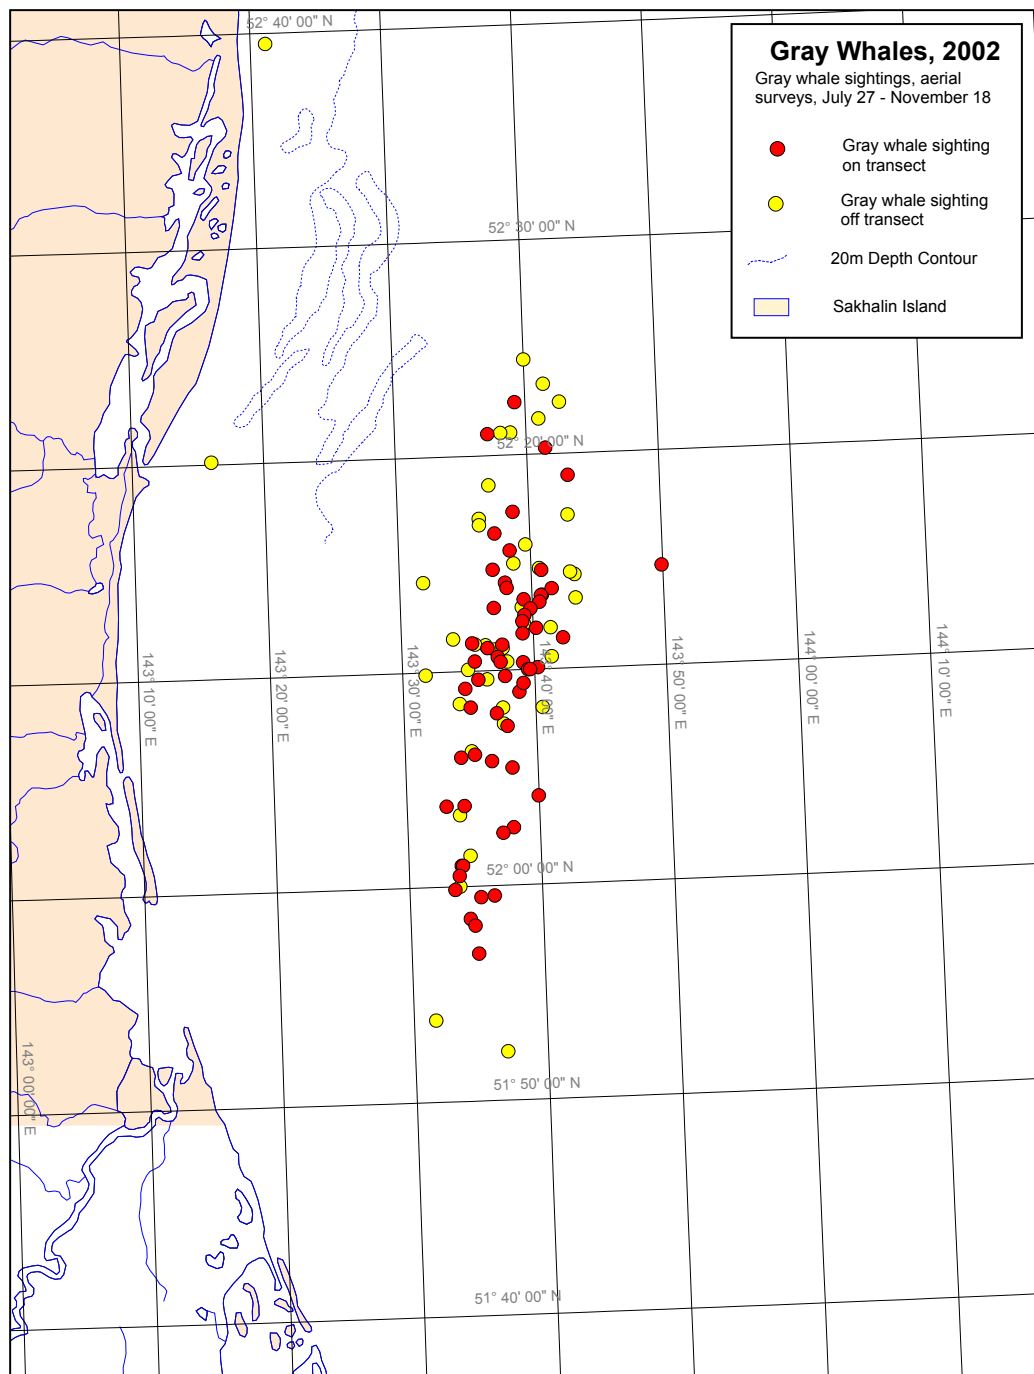 52° 40' 00" N
Gray Whales, 2002
Gray whale sightings, aerial
surveys, July 27 - November 18
Gray whale sighting
on transect
Gray whale sighting
off transect
20m Depth Contour
Sakhalin Island
52° 30' 00" N
52° 20' 00" N
143° 10' 00" E
143° 20' 00" E
143° 30' 00" E
143° 40' 00" E
143° 50' 00" E
144° 00' 00" E
144° 10' 00" E
52° 00' 00" N
143° 00' 00" E
51° 50' 00" N
51° 40' 00" N